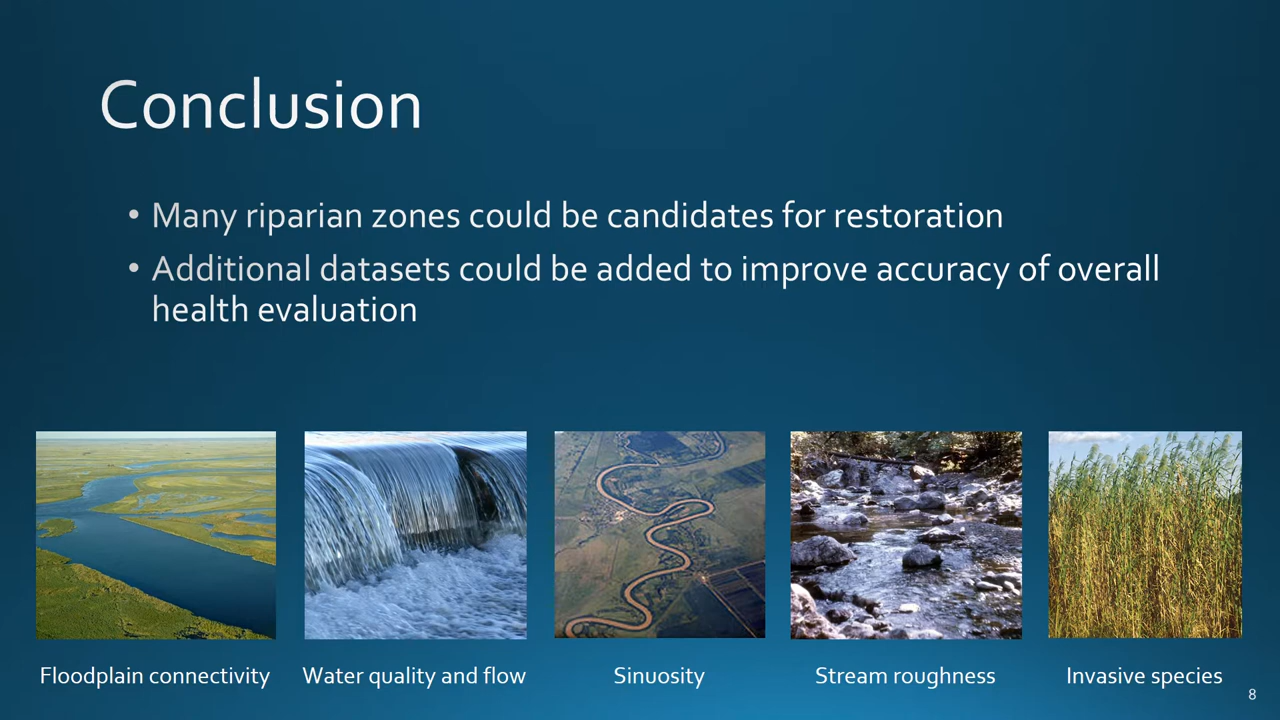 Conclusion
• Many riparian zones could be candidates for restoration
• Additional datasets could be added to improve accuracy of overall
health evaluation
Floodplain connectivity
Water quality and flow
Sinuosity
Stream roughness
Invasive species
8